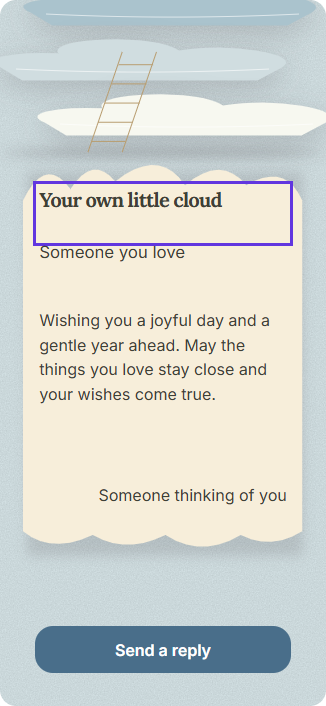 Your own little cloud
Someone you love
Wishing you a joyful day and a
gentle year ahead. May the
things you love stay close and
your wishes come true.
Someone thinking of you
Send a reply